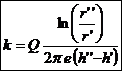 k = Q ln(r''/r') / 2πe(h''-h')